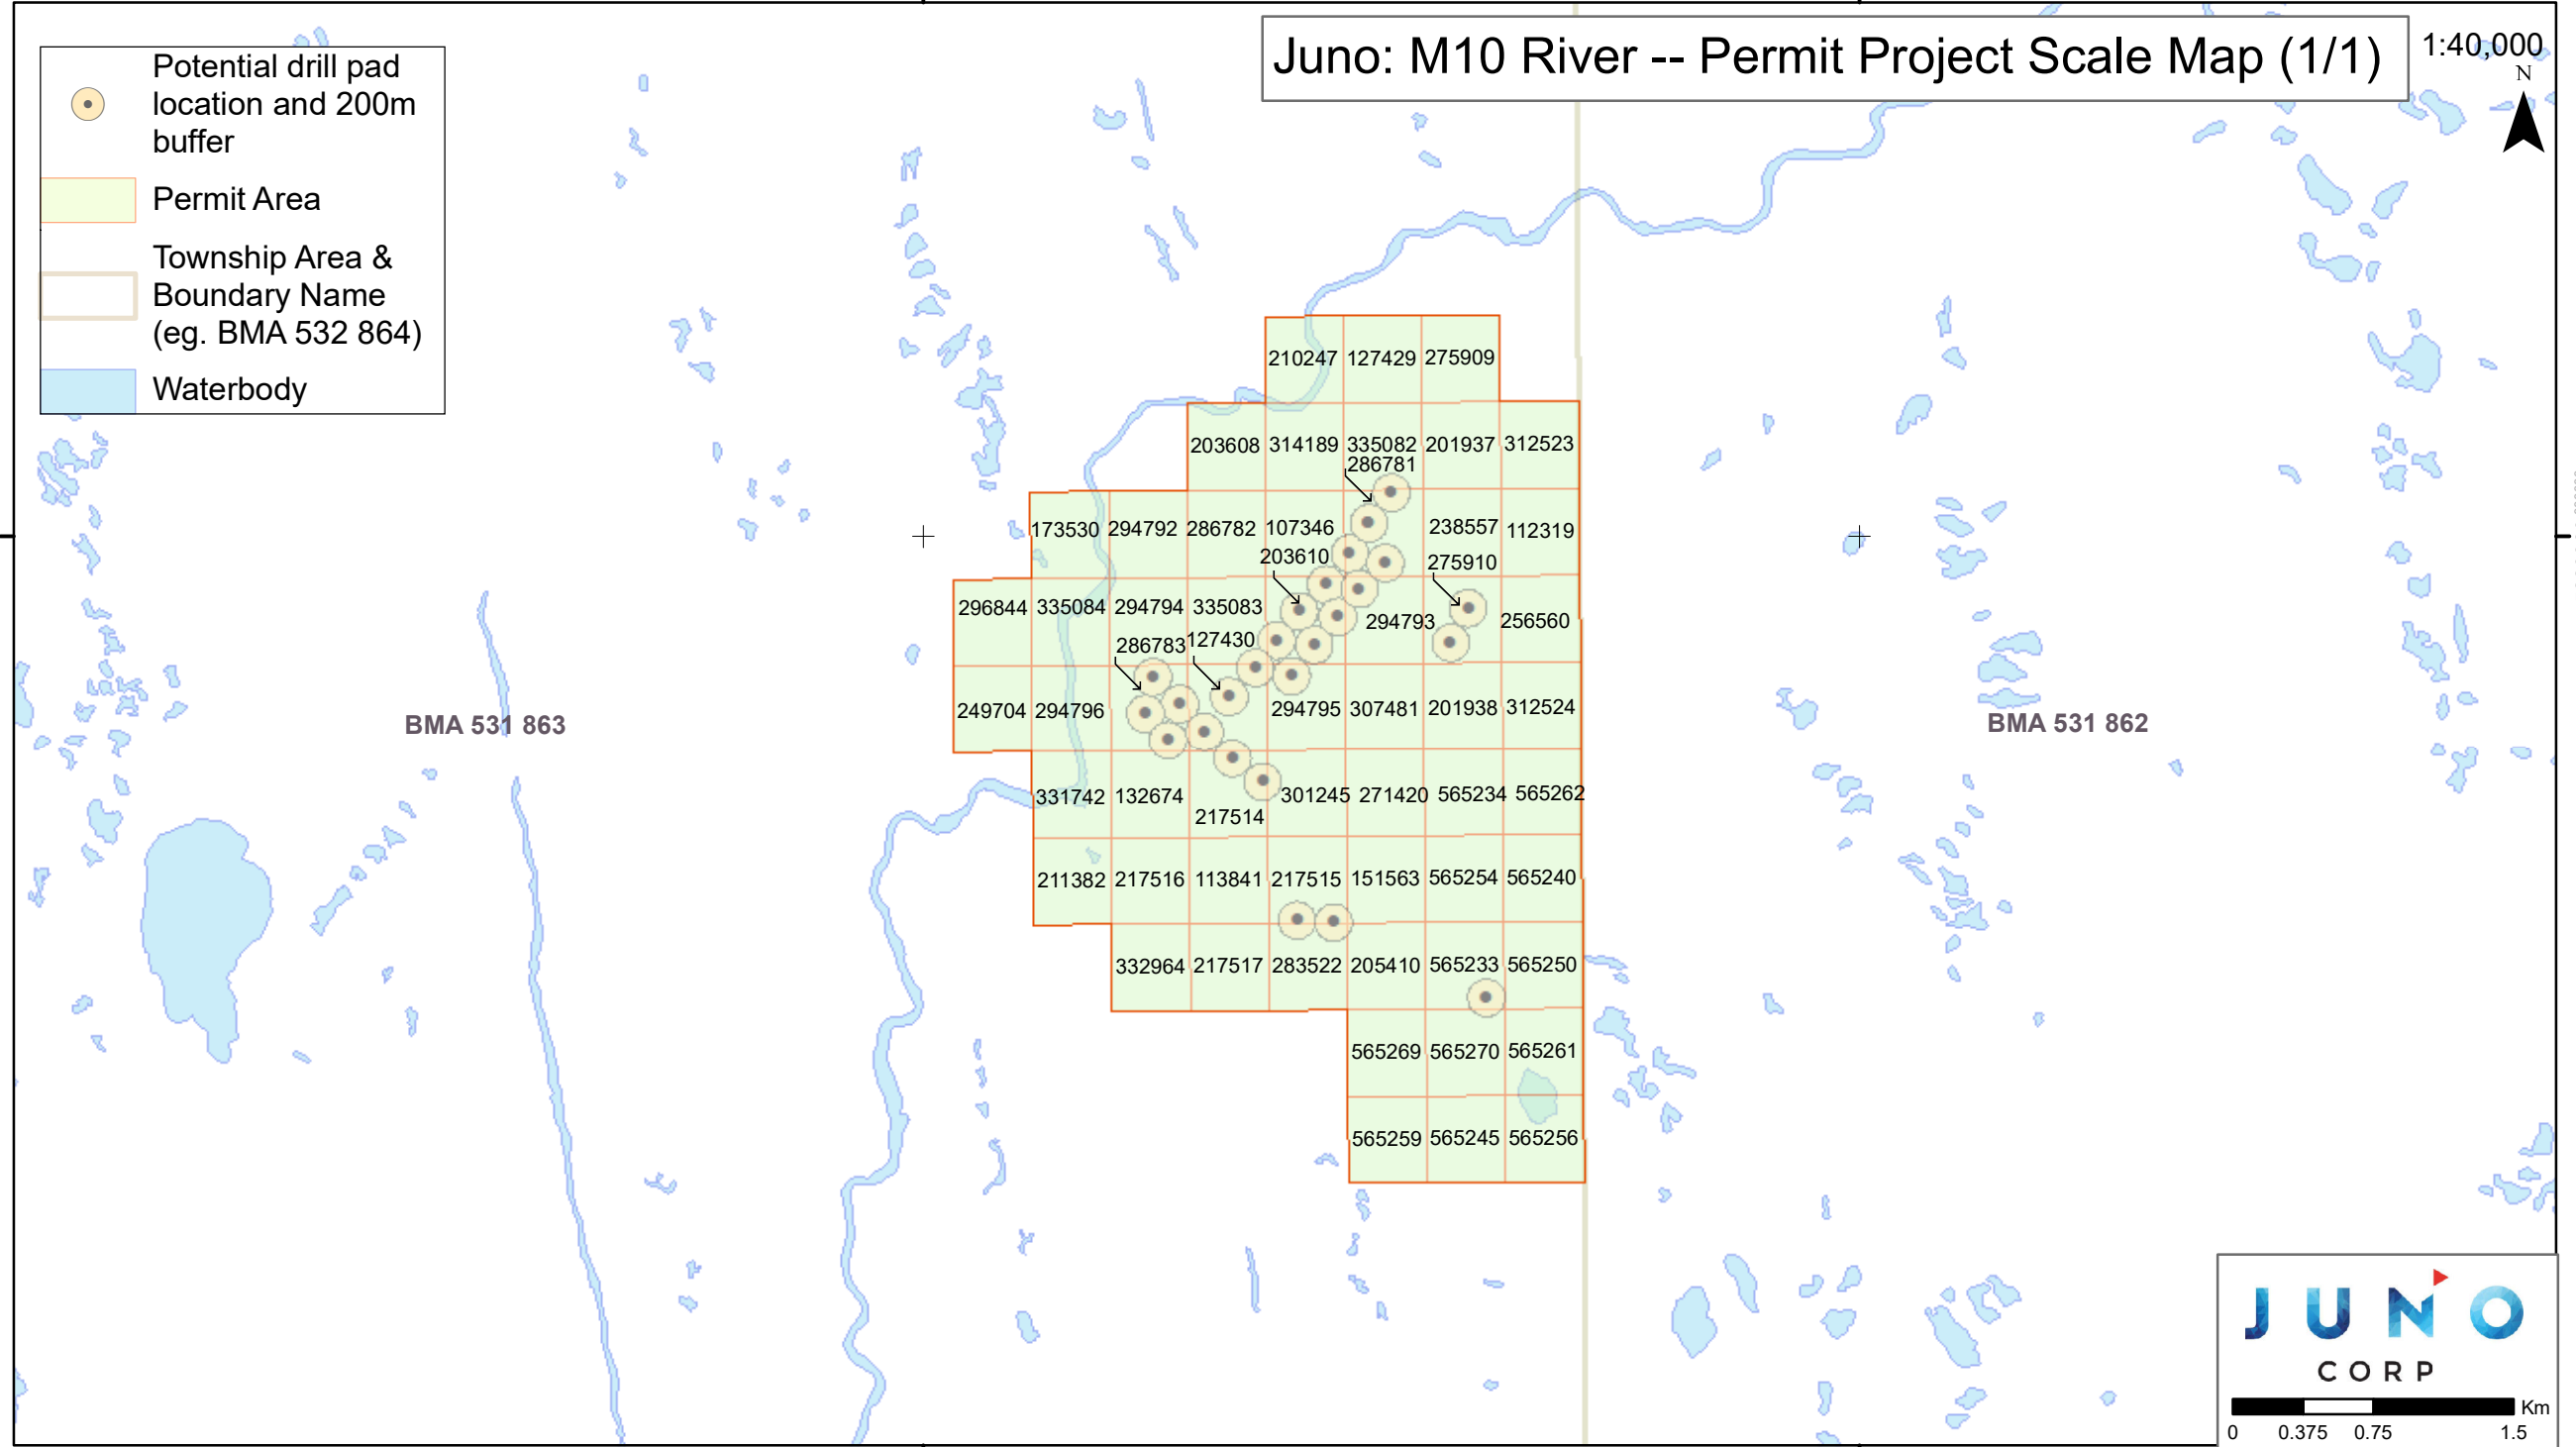 Juno: M10 River -- Permit Project Scale Map (1/1)
1:40,000
N
Potential drill pad
location and 200m
buffer
Permit Area
Township Area &
Boundary Name
(eg. BMA 532 864)
Waterbody
210247 127429 275909
203608 314189 335082 201937 312523
286781
173530 294792 286782 107346 238557 112319
203610 275910
296844 335084 294794 335083 294793 256560
286783 127430
249704 294796 294795 307481 201938 312524
BMA 531 863
BMA 531 862
331742 132674 301245 271420 565234 565262
217514
211382 217516 113841 217515 151563 565254 565240
332964 217517 283522 205410 565233 565250
565269 565270 565261
565259 565245 565256
JUNO
CORP
Km
0 0.375 0.75 1.5